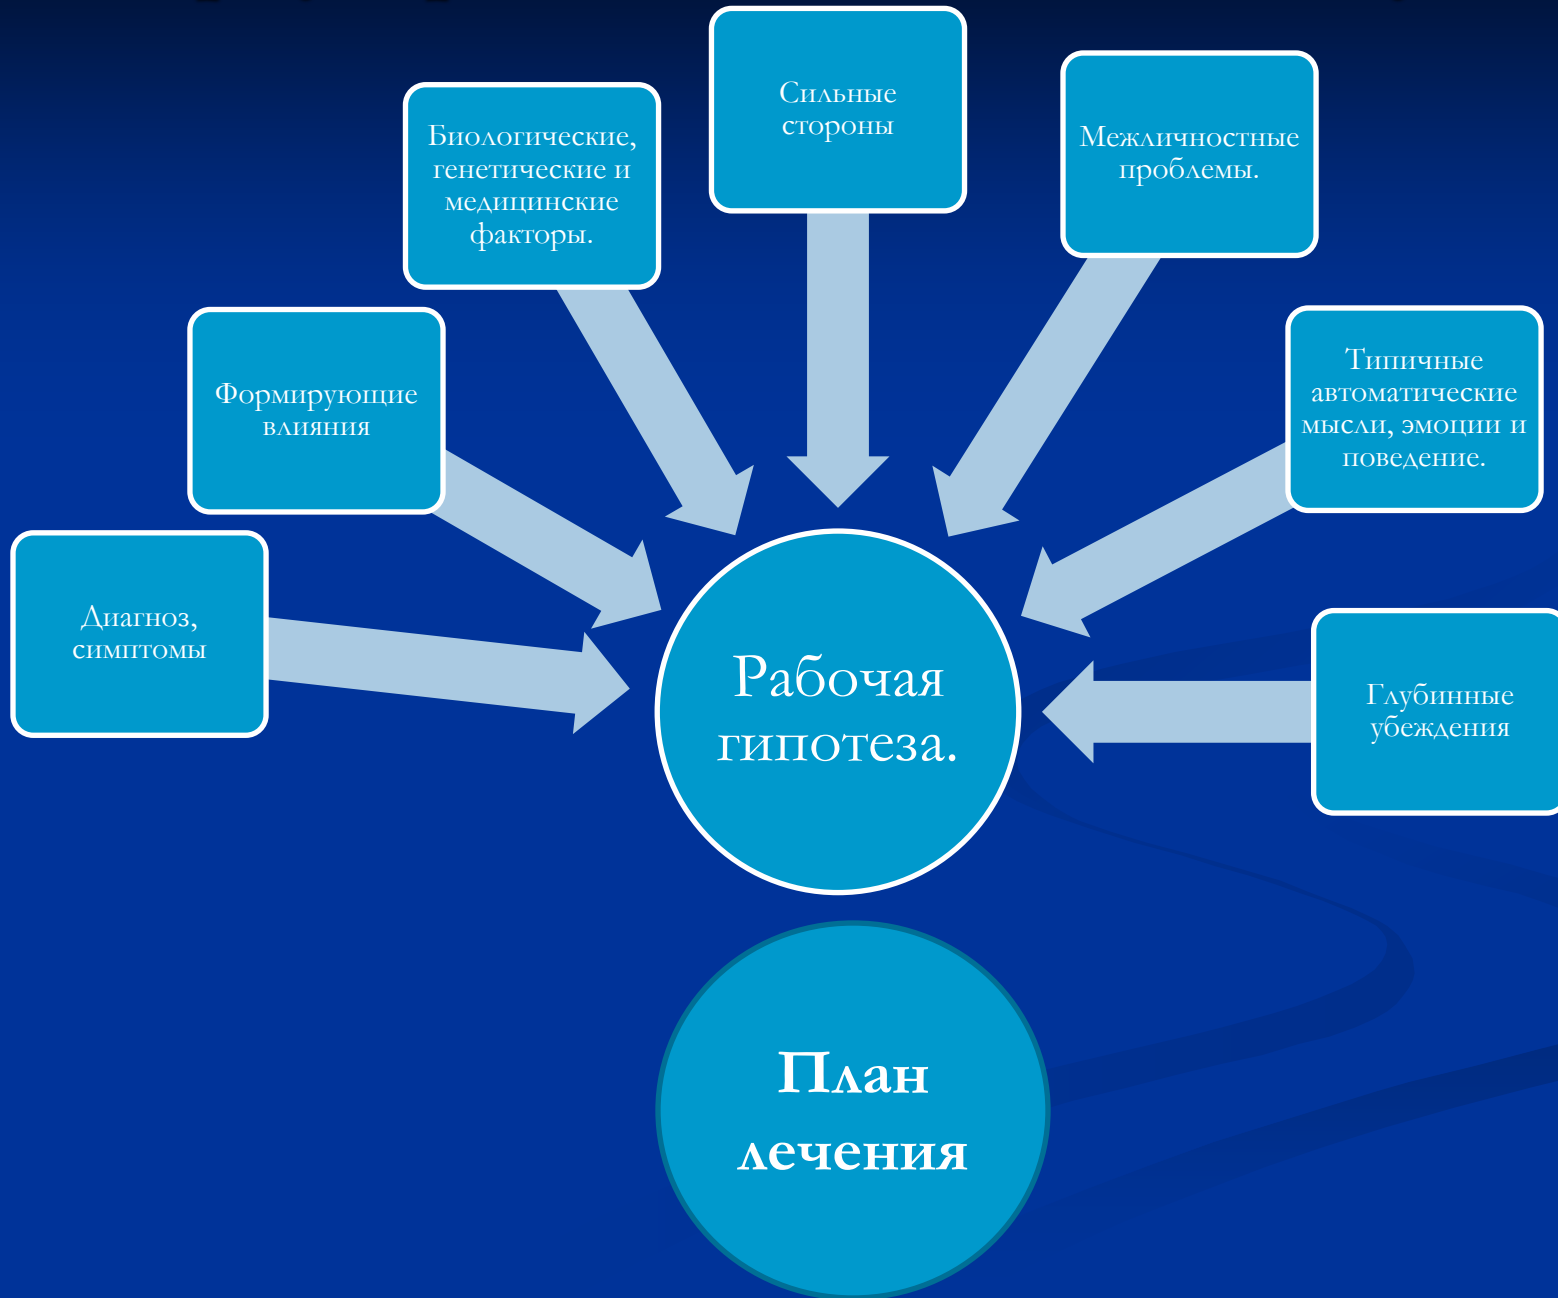 Сильные
стороны
Биологические,
генетические и
медицинские
факторы.
Межличностные
проблемы.
Формирующие
влияния
Типичные
автоматические
мысли, эмоции и
поведение.
Диагноз,
симптомы
Глубинные
убеждения
Рабочая
гипотеза.
План
лечения